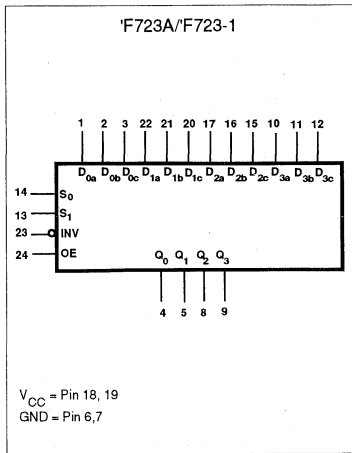 'F723A/'F723-1
1 2 3 22 21 20 17 16 15 10 11 12
D0a D0b D0c D1a D1b D1c D2a D2b D2c D3a D3b D3c
14 S0
13 S1
23 INV
24 OE
Q0 Q1 Q2 Q3
4 5 8 9
VCC = Pin 18, 19
GND = Pin 6,7